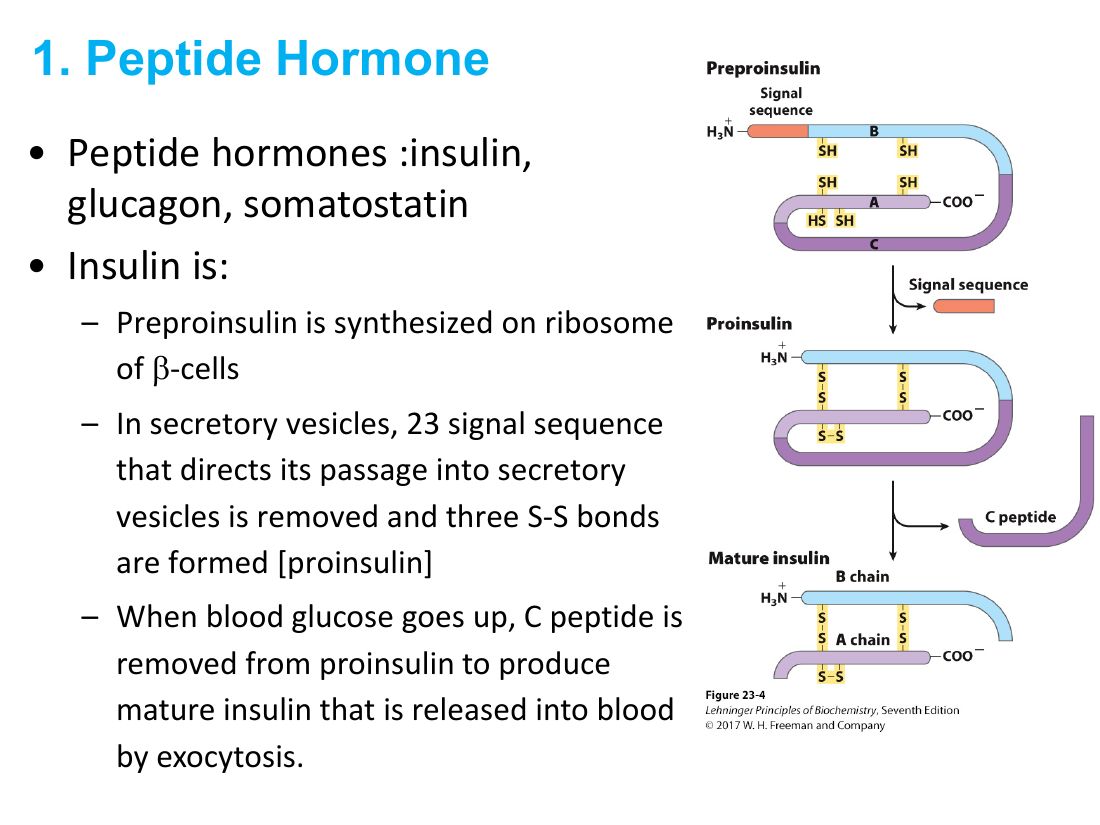 1. Peptide Hormone
• Peptide hormones :insulin,
glucagon, somatostatin
• Insulin is:
– Preproinsulin is synthesized on ribosome
of β-cells
– In secretory vesicles, 23 signal sequence
that directs its passage into secretory
vesicles is removed and three S-S bonds
are formed [proinsulin]
– When blood glucose goes up, C peptide is
removed from proinsulin to produce
mature insulin that is released into blood
by exocytosis.
Preproinsulin
Signal
sequence
H₃N⁺
B
SH SH
SH SH
A COO⁻
HS SH
C
Signal sequence
Proinsulin
H₃N⁺
S S
S S
COO⁻
S–S
C peptide
Mature insulin
B chain
H₃N⁺
S S
S A chain S
COO⁻
S–S
Figure 23-4
Lehninger Principles of Biochemistry, Seventh Edition
© 2017 W. H. Freeman and Company